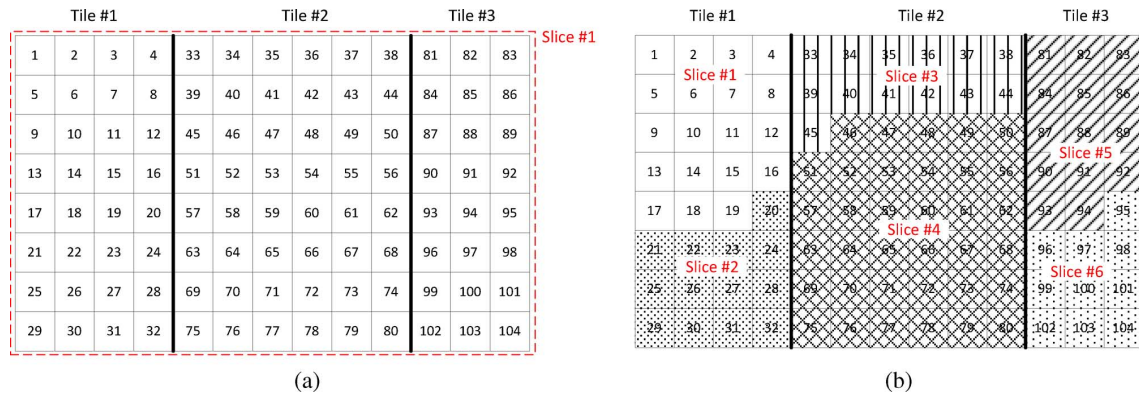 Tile #1 Tile #2 Tile #3
Slice #1
1 2 3 4 33 34 35 36 37 38 81 82 83
5 6 7 8 39 40 41 42 43 44 84 85 86
9 10 11 12 45 46 47 48 49 50 87 88 89
13 14 15 16 51 52 53 54 55 56 90 91 92
17 18 19 20 57 58 59 60 61 62 93 94 95
21 22 23 24 63 64 65 66 67 68 96 97 98
25 26 27 28 69 70 71 72 73 74 99 100 101
29 30 31 32 75 76 77 78 79 80 102 103 104
(a)
Tile #1 Tile #2 Tile #3
1 2 3 4 33 34 35 36 37 38 81 82 83
Slice #1 Slice #3
5 6 7 8 39 40 41 42 43 44 84 85 86
9 10 11 12 45 46 47 48 49 50 87 88 89
Slice #5
13 14 15 16 51 52 53 54 55 56 90 91 92
17 18 19 20 57 58 59 60 61 62 93 94 95
Slice #4
21 22 23 24 63 64 65 66 67 68 96 97 98
Slice #2 Slice #6
25 26 27 28 69 70 71 72 73 74 99 100 101
29 30 31 32 75 76 77 78 79 80 102 103 104
(b)